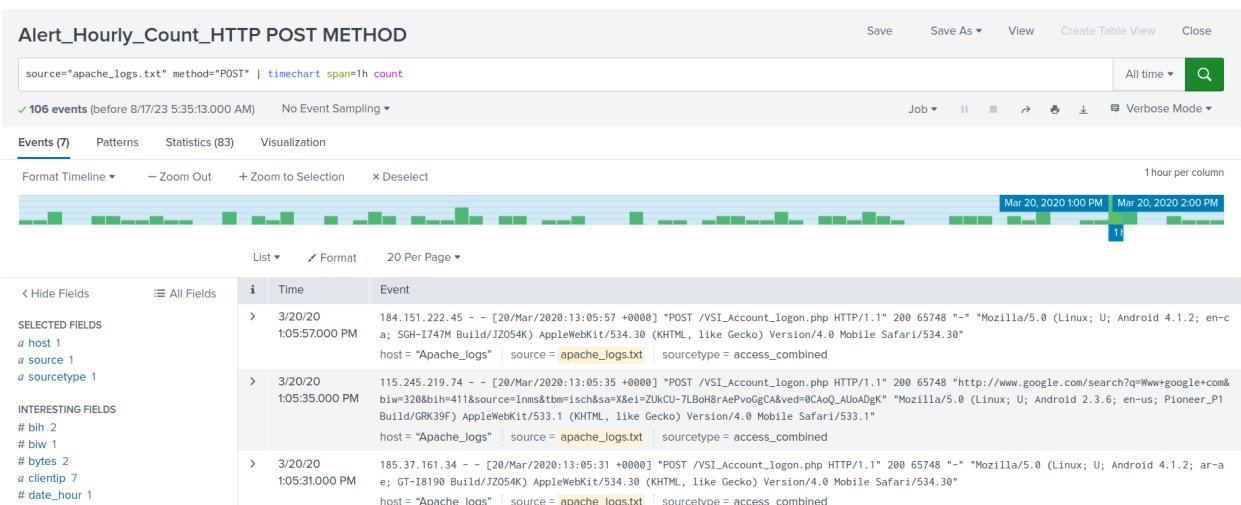 Alert_Hourly_Count_HTTP POST METHOD
Save Save As View Create Table View Close
source="apache_logs.txt" method="POST" | timechart span=1h count
All time
106 events (before 8/17/23 5:35:13.000 AM) No Event Sampling
Job Verbose Mode
Events (7) Patterns Statistics (83) Visualization
Format Timeline — Zoom Out + Zoom to Selection × Deselect
1 hour per column
Mar 20, 2020 1:00 PM Mar 20, 2020 2:00 PM
1 h
List Format 20 Per Page
< Hide Fields All Fields
i Time Event
SELECTED FIELDS
a host 1
a source 1
a sourcetype 1
INTERESTING FIELDS
# bih 2
# biw 1
# bytes 2
a clientip 7
# date_hour 1
> 3/20/20
1:05:57.000 PM
184.151.222.45 - - [20/Mar/2020:13:05:57 +0000] "POST /VSI_Account_logon.php HTTP/1.1" 200 65748 "-" "Mozilla/5.0 (Linux; U; Android 4.1.2; en-c
a; SGH-I747M Build/JZO54K) AppleWebKit/534.30 (KHTML, like Gecko) Version/4.0 Mobile Safari/534.30"
host = "Apache_logs" source = apache_logs.txt sourcetype = access_combined
> 3/20/20
1:05:35.000 PM
115.245.219.74 - - [20/Mar/2020:13:05:35 +0000] "POST /VSI_Account_logon.php HTTP/1.1" 200 65748 "http://www.google.com/search?q=Www+google+com&
biw=320&bih=411&source=lnms&tbm=isch&sa=X&ei=ZUkCU-7LBoH8rAePvoGgCA&ved=0CAoQ_AUoADgK" "Mozilla/5.0 (Linux; U; Android 2.3.6; en-us; Pioneer_P1
Build/GRK39F) AppleWebKit/533.1 (KHTML, like Gecko) Version/4.0 Mobile Safari/533.1"
host = "Apache_logs" source = apache_logs.txt sourcetype = access_combined
> 3/20/20
1:05:31.000 PM
185.37.161.34 - - [20/Mar/2020:13:05:31 +0000] "POST /VSI_Account_logon.php HTTP/1.1" 200 65748 "-" "Mozilla/5.0 (Linux; U; Android 4.1.2; ar-a
e; GT-I8190 Build/JZO54K) AppleWebKit/534.30 (KHTML, like Gecko) Version/4.0 Mobile Safari/534.30"
host = "Apache_logs" source = apache_logs.txt sourcetype = access_combined